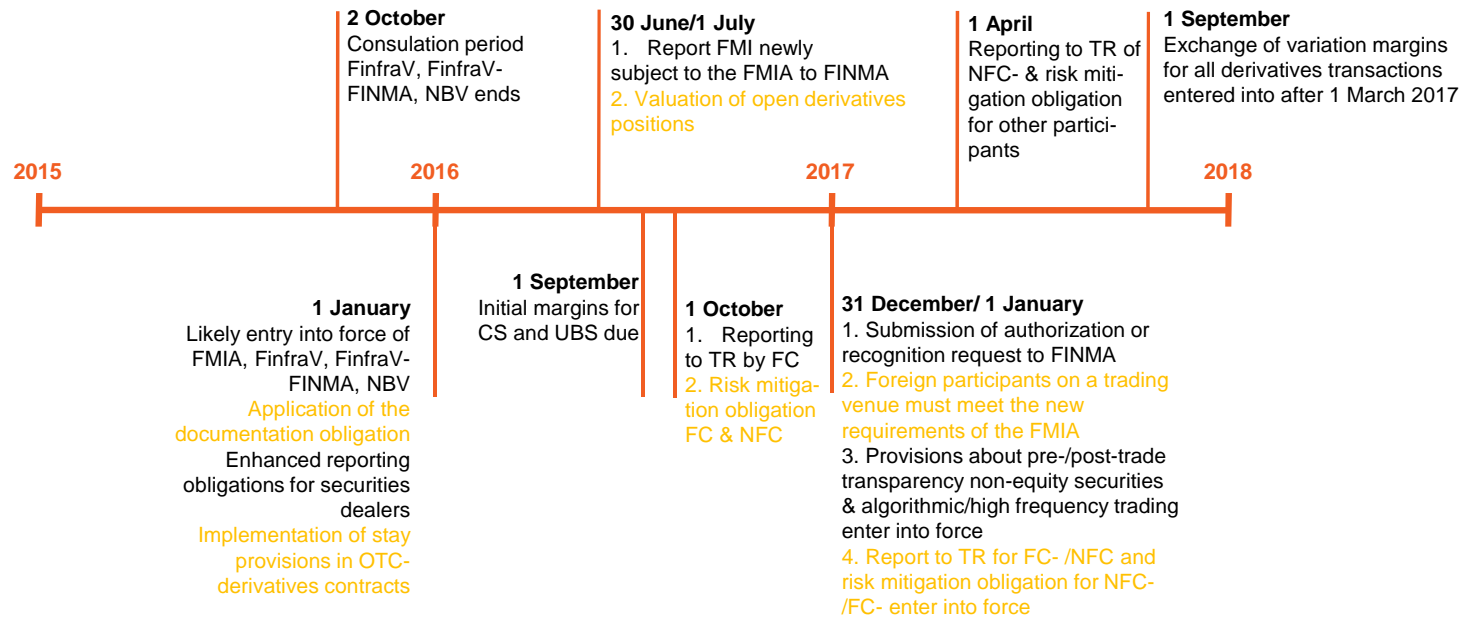 2 October
Consulation period
FinfraV, FinfraV-
FINMA, NBV ends
30 June/1 July
1. Report FMI newly
subject to the FMIA to FINMA
2. Valuation of open derivatives
positions
1 April
Reporting to TR of
NFC- & risk miti-
gation obligation
for other partici-
pants
1 September
Exchange of variation margins
for all derivatives transactions
entered into after 1 March 2017
2015
2016
2017
2018
1 January
Likely entry into force of
FMIA, FinfraV, FinfraV-
FINMA, NBV
Application of the
documentation obligation
Enhanced reporting
obligations for securities
dealers
Implementation of stay
provisions in OTC-
derivatives contracts
1 September
Initial margins for
CS and UBS due
1 October
1. Reporting
to TR by FC
2. Risk mitiga-
tion obligation
FC & NFC
31 December/ 1 January
1. Submission of authorization or
recognition request to FINMA
2. Foreign participants on a trading
venue must meet the new
requirements of the FMIA
3. Provisions about pre-/post-trade
transparency non-equity securities
& algorithmic/high frequency trading
enter into force
4. Report to TR for FC- /NFC and
risk mitigation obligation for NFC-
/FC- enter into force